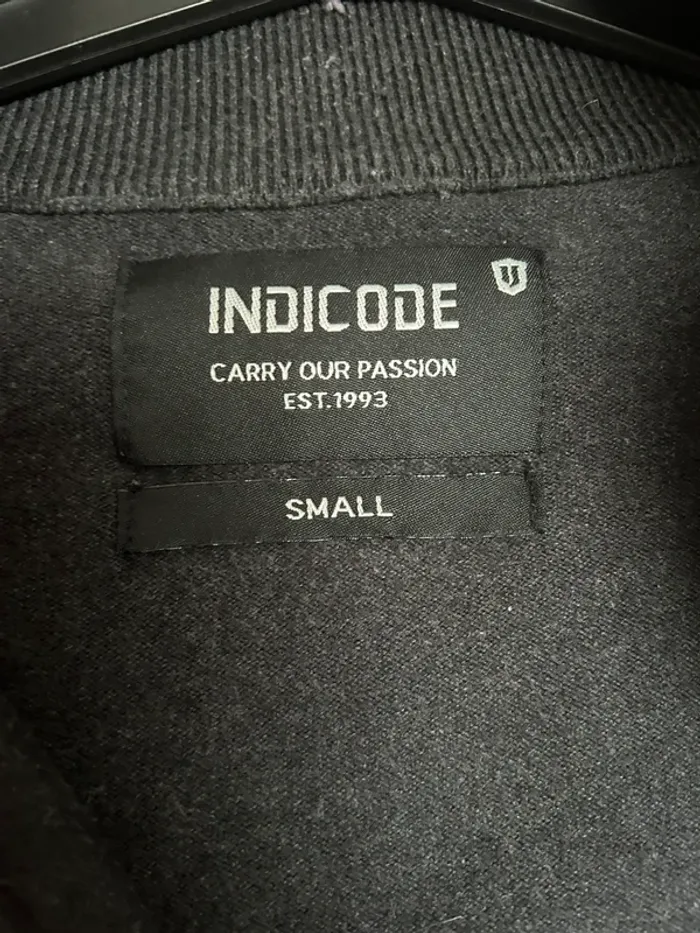 INDICODE
CARRY OUR PASSION
EST.1993
SMALL